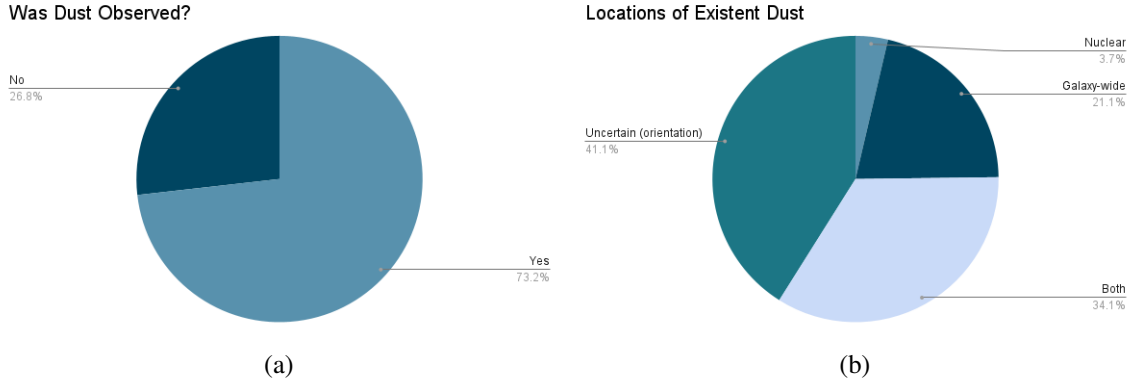 Was Dust Observed?
No
26.8%
Yes
73.2%
(a)
Locations of Existent Dust
Nuclear
3.7%
Galaxy-wide
21.1%
Uncertain (orientation)
41.1%
Both
34.1%
(b)